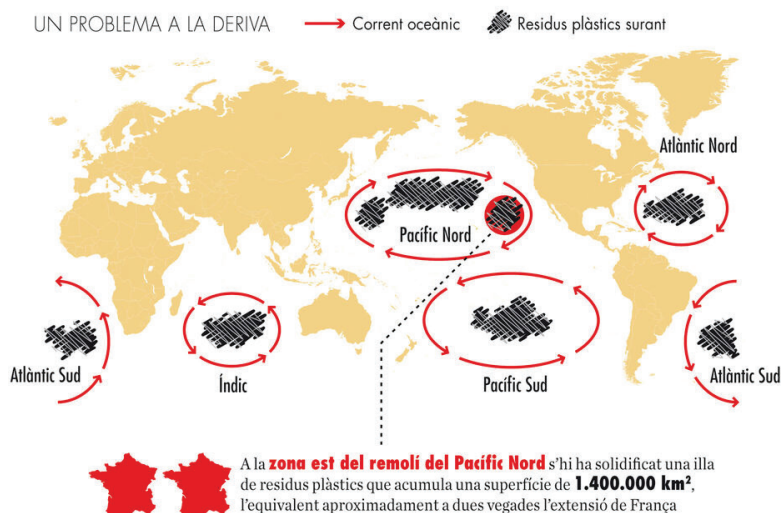 UN PROBLEMA A LA DERIVA
Corrent oceànic
Residus plàstics surant
Atlàntic Nord
Pacífic Nord
Atlàntic Sud
Índic
Pacífic Sud
Atlàntic Sud
A la zona est del remolí del Pacífic Nord s'hi ha solidificat una illa
de residus plàstics que acumula una superfície de 1.400.000 km²,
l'equivalent aproximadament a dues vegades l'extensió de França